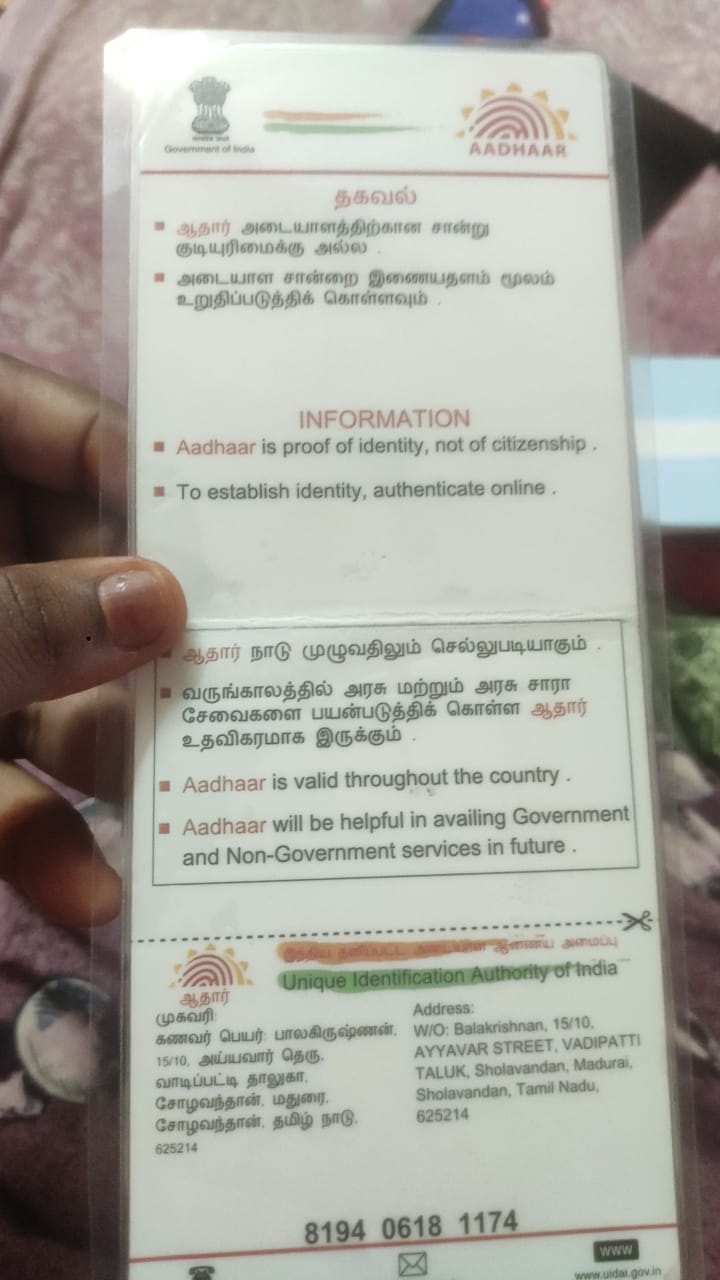 Government of India
AADHAAR
தகவல்
ஆதார் அடையாளத்திற்கான சான்று
குடியுரிமைக்கு அல்ல .
அடையாள சான்றை இணையதளம் மூலம்
உறுதிப்படுத்திக் கொள்ளவும் .
INFORMATION
Aadhaar is proof of identity, not of citizenship .
To establish identity, authenticate online .
ஆதார் நாடு முழுவதிலும் செல்லுபடியாகும் .
வருங்காலத்தில் அரசு மற்றும் அரசு சாரா
சேவைகளை பயன்படுத்திக் கொள்ள ஆதார்
உதவிகரமாக இருக்கும் .
Aadhaar is valid throughout the country .
Aadhaar will be helpful in availing Government
and Non-Government services in future .
இந்திய தனிப்பட்ட அடையாள ஆணைய அமைப்பு
Unique Identification Authority of India
ஆதார்
முகவரி:
கணவர் பெயர்: பாலகிருஷ்ணன்,
15/10, அய்யவார் தெரு,
வாடிப்பட்டி தாலுகா,
சோழவந்தான், மதுரை,
சோழவந்தான், தமிழ் நாடு,
625214
Address:
W/O: Balakrishnan, 15/10,
AYYAVAR STREET, VADIPATTI
TALUK, Sholavandan, Madurai,
Sholavandan, Tamil Nadu,
625214
8194 0618 1174
www
www.uidai.gov.in